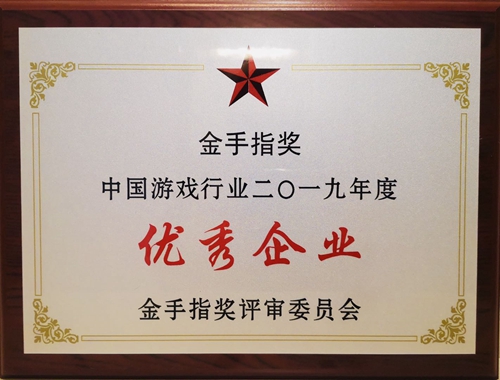 金手指奖
中国游戏行业二〇一九年度
优秀企业
金手指奖评审委员会